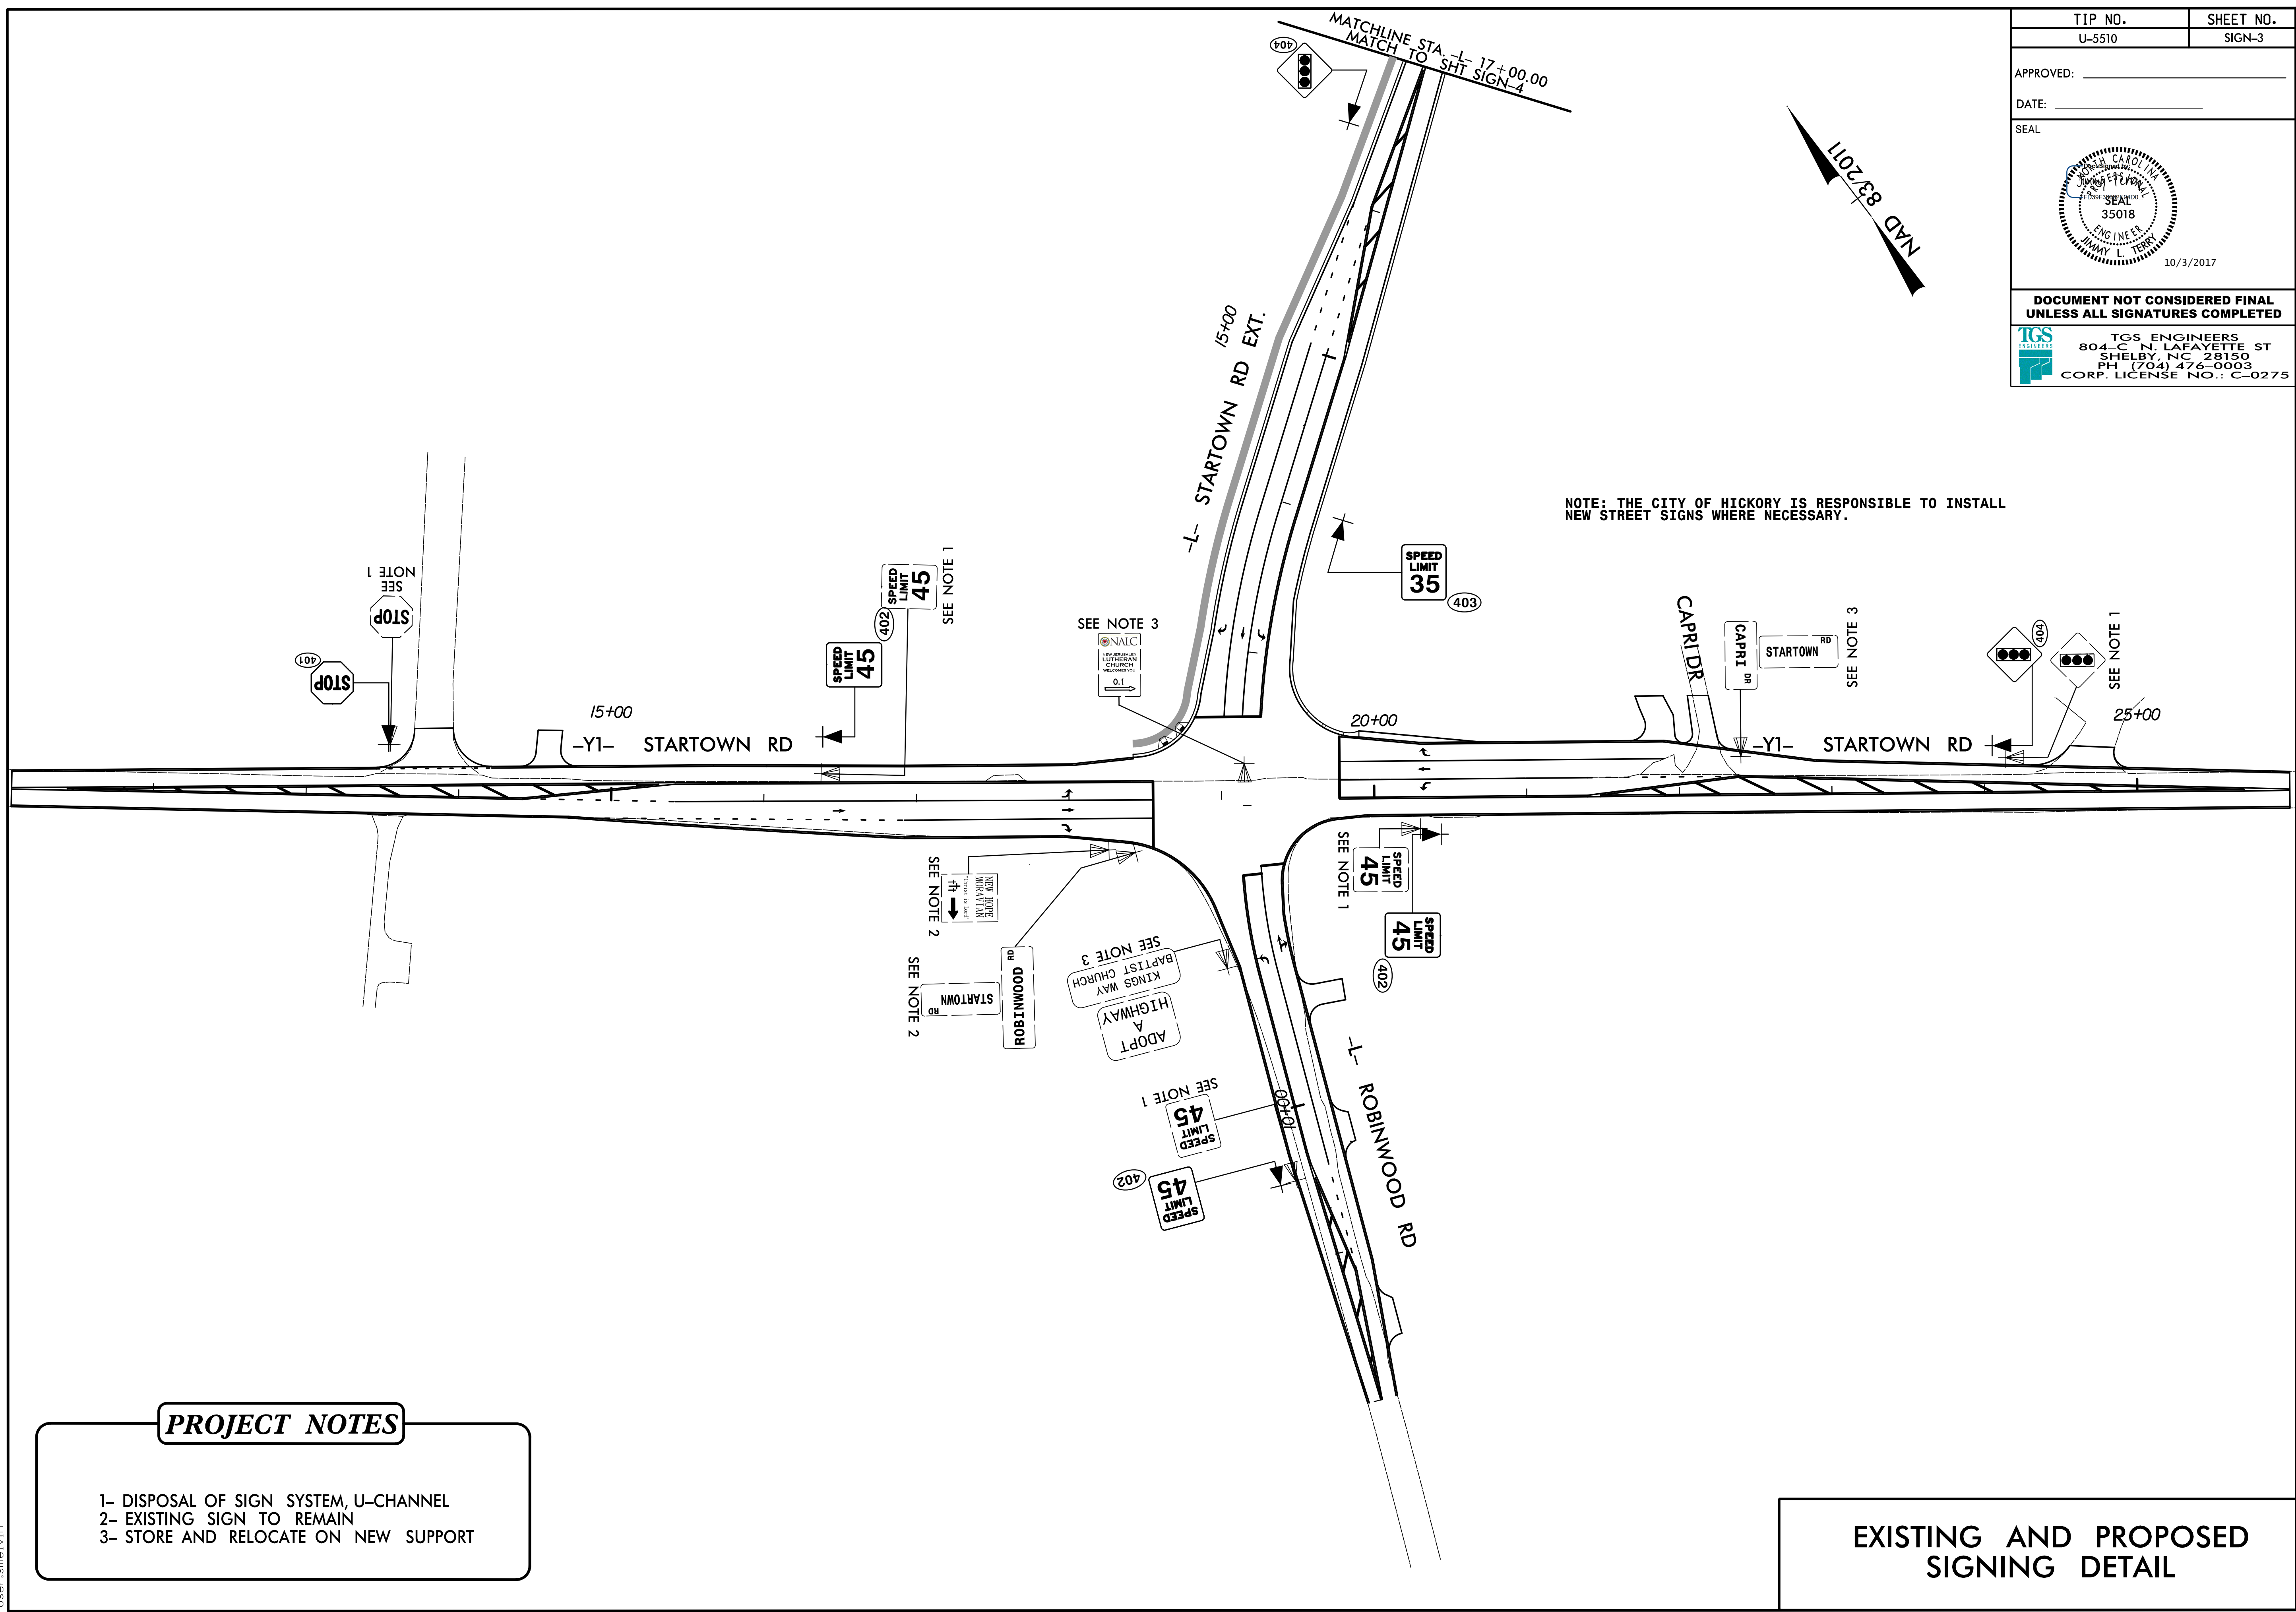 TIP NO.
SHEET NO.
U-5510
SIGN-3
APPROVED:
DATE:
SEAL
NORTH CAROLINA
PROFESSIONAL
SEAL
35018
ENGINEER
JIMMY L. TERRY
10/3/2017
DOCUMENT NOT CONSIDERED FINAL
UNLESS ALL SIGNATURES COMPLETED
TGS
ENGINEERS
TGS ENGINEERS
804-C N. LAFAYETTE ST
SHELBY, NC 28150
PH (704) 476-0003
CORP. LICENSE NO.: C-0275
MATCHLINE STA. -L- 17+00.00
MATCH TO SHT SIGN-4
404
NAD 83/2011
15+00
-L- STARTOWN RD EXT.
NOTE: THE CITY OF HICKORY IS RESPONSIBLE TO INSTALL
NEW STREET SIGNS WHERE NECESSARY.
SEE
NOTE 1
STOP
401
STOP
15+00
-Y1- STARTOWN RD
SPEED
LIMIT
45
402
SPEED
LIMIT
45
SEE NOTE 1
SEE NOTE 3
NALC
NEW JERUSALEM
LUTHERAN
CHURCH
WELCOMES YOU
0.1
SPEED
LIMIT
35
403
20+00
CAPRI DR
CAPRI DR
STARTOWN RD
SEE NOTE 3
-Y1- STARTOWN RD
404
SEE NOTE 1
25+00
SEE NOTE 2
NEW HOPE
MORAVIAN
"Christ is Lord"
SEE NOTE 2
STARTOWN RD
ROBINWOOD RD
SEE NOTE 1
SPEED
LIMIT
45
SPEED
LIMIT
45
402
ADOPT
A
HIGHWAY
KINGS WAY
BAPTIST CHURCH
SEE NOTE 3
SPEED
LIMIT
45
SEE NOTE 1
SPEED
LIMIT
45
402
10+00
-L- ROBINWOOD RD
PROJECT NOTES
1- DISPOSAL OF SIGN SYSTEM, U-CHANNEL
2- EXISTING SIGN TO REMAIN
3- STORE AND RELOCATE ON NEW SUPPORT
EXISTING AND PROPOSED
SIGNING DETAIL